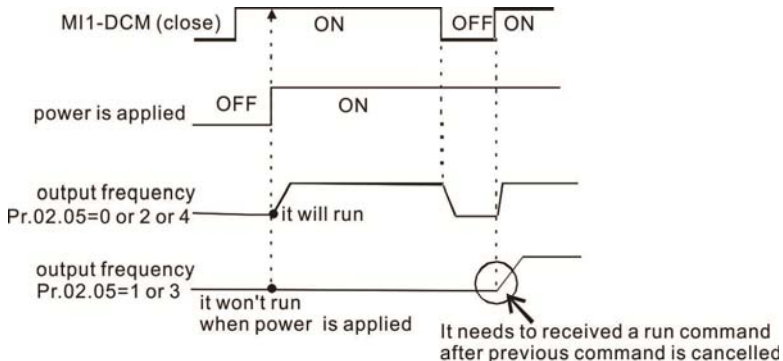 MI1-DCM (close) ON OFF ON
power is applied OFF ON
output frequency
Pr.02.05=0 or 2 or 4 it will run
output frequency
Pr.02.05=1 or 3
it won't run
when power is applied
It needs to received a run command
after previous command is cancelled